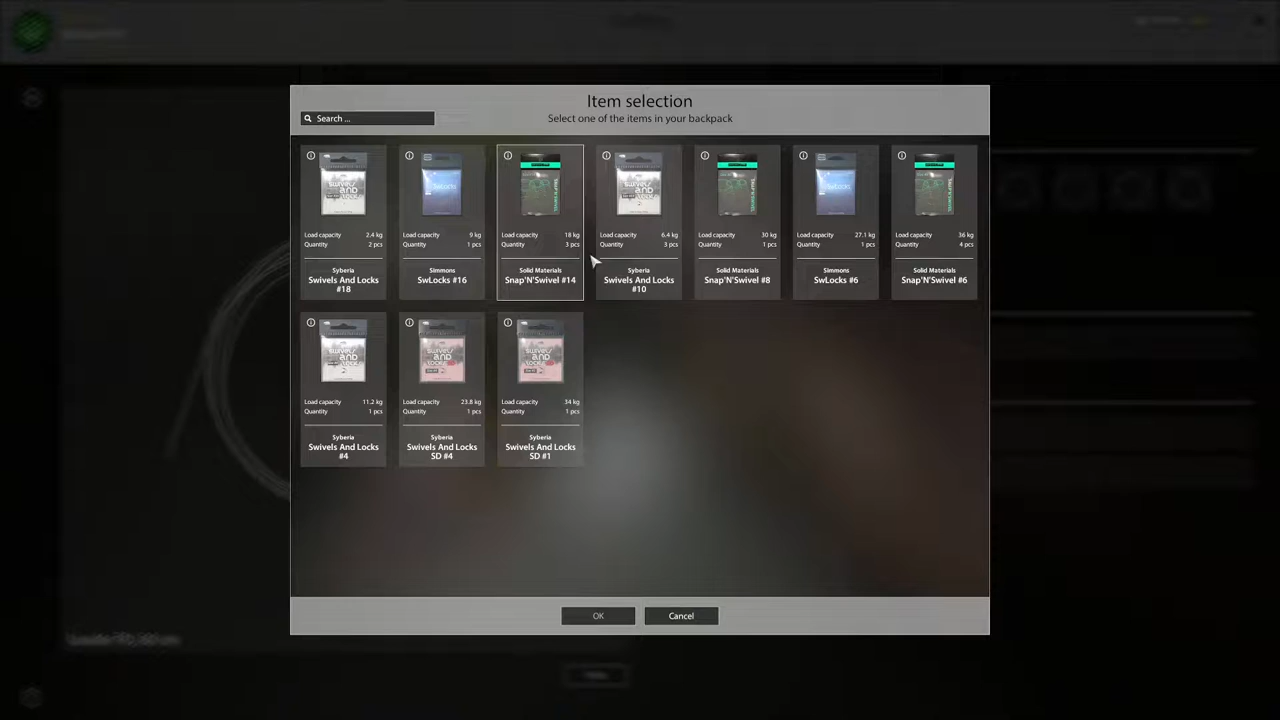 Item selection
Search ...
Select one of the items in your backpack
Load capacity 2.4 kg
Quantity 2 pcs
Syberia
Swivels And Locks
#18
Load capacity 9 kg
Quantity 1 pcs
Simmons
SwLocks #16
Load capacity 18 kg
Quantity 3 pcs
Solid Materials
Snap'N'Swivel #14
Load capacity 6.4 kg
Quantity 3 pcs
Syberia
Swivels And Locks
#10
Load capacity 30 kg
Quantity 1 pcs
Solid Materials
Snap'N'Swivel #8
Load capacity 27.1 kg
Quantity 1 pcs
Simmons
SwLocks #6
Load capacity 36 kg
Quantity 4 pcs
Solid Materials
Snap'N'Swivel #6
Load capacity 11.2 kg
Quantity 1 pcs
Syberia
Swivels And Locks
#4
Load capacity 23.8 kg
Quantity 1 pcs
Syberia
Swivels And Locks
SD #4
Load capacity 34 kg
Quantity 1 pcs
Syberia
Swivels And Locks
SD #1
OK
Cancel